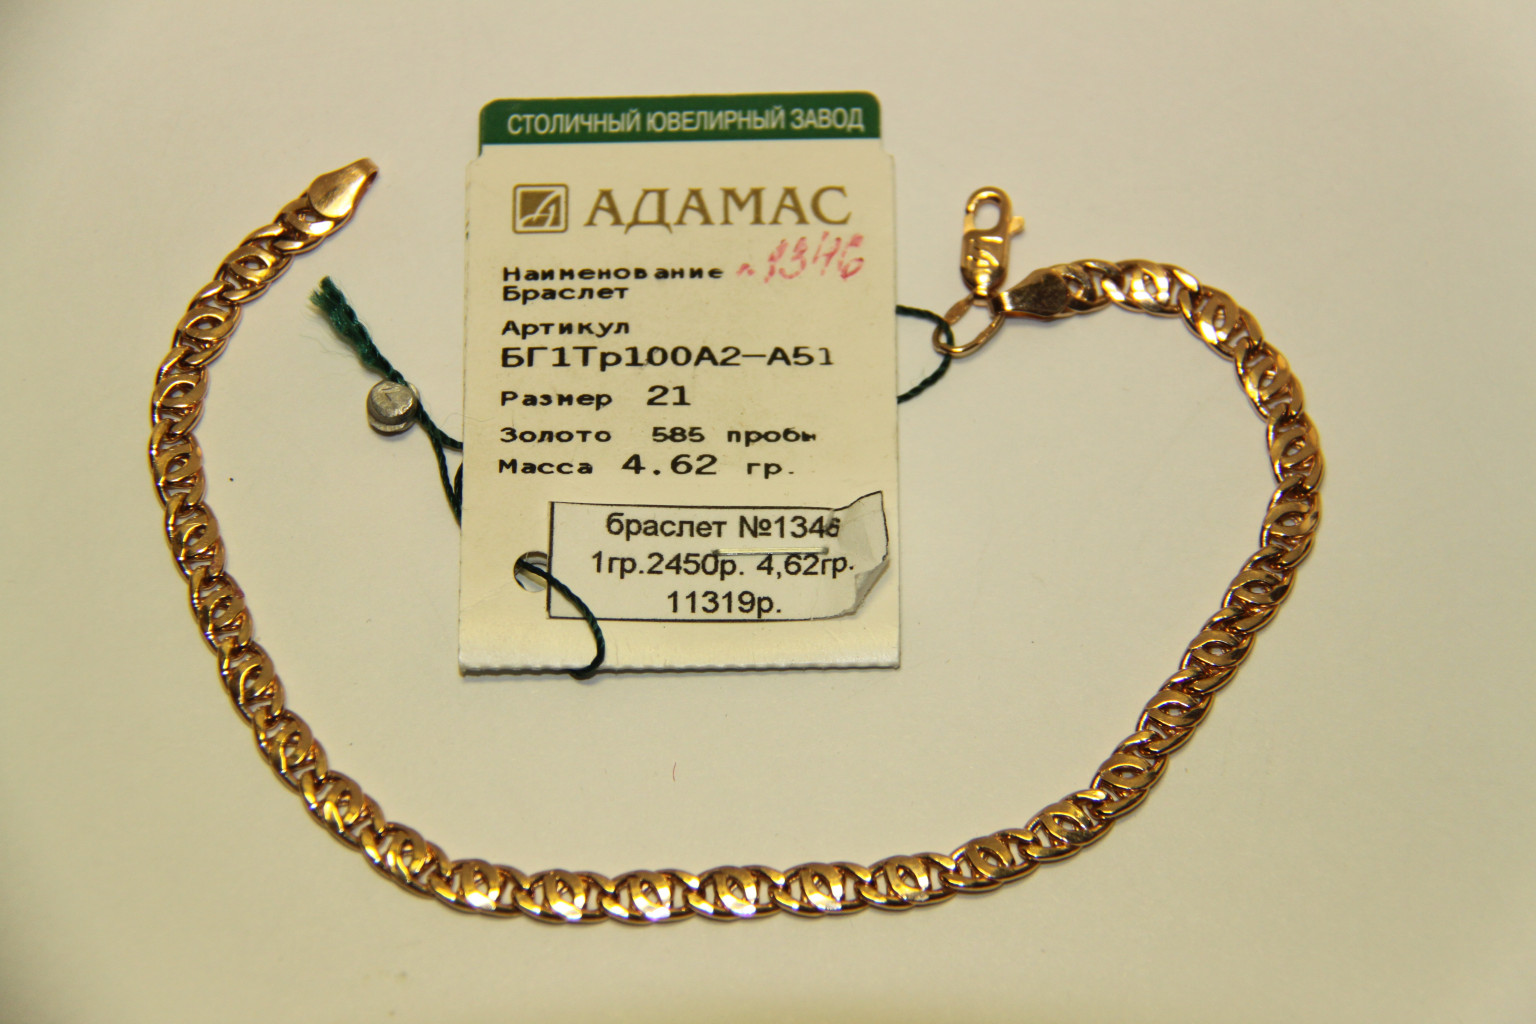 СТОЛИЧНЫЙ ЮВЕЛИРНЫЙ ЗАВОД
АДАМАС
№1346
Наименование
Браслет
Артикул
БГ1Тр100А2-А51
Размер 21
Золото 585 пробы
Масса 4.62 гр.
браслет №1346
1гр.2450р. 4,62гр.
11319р.